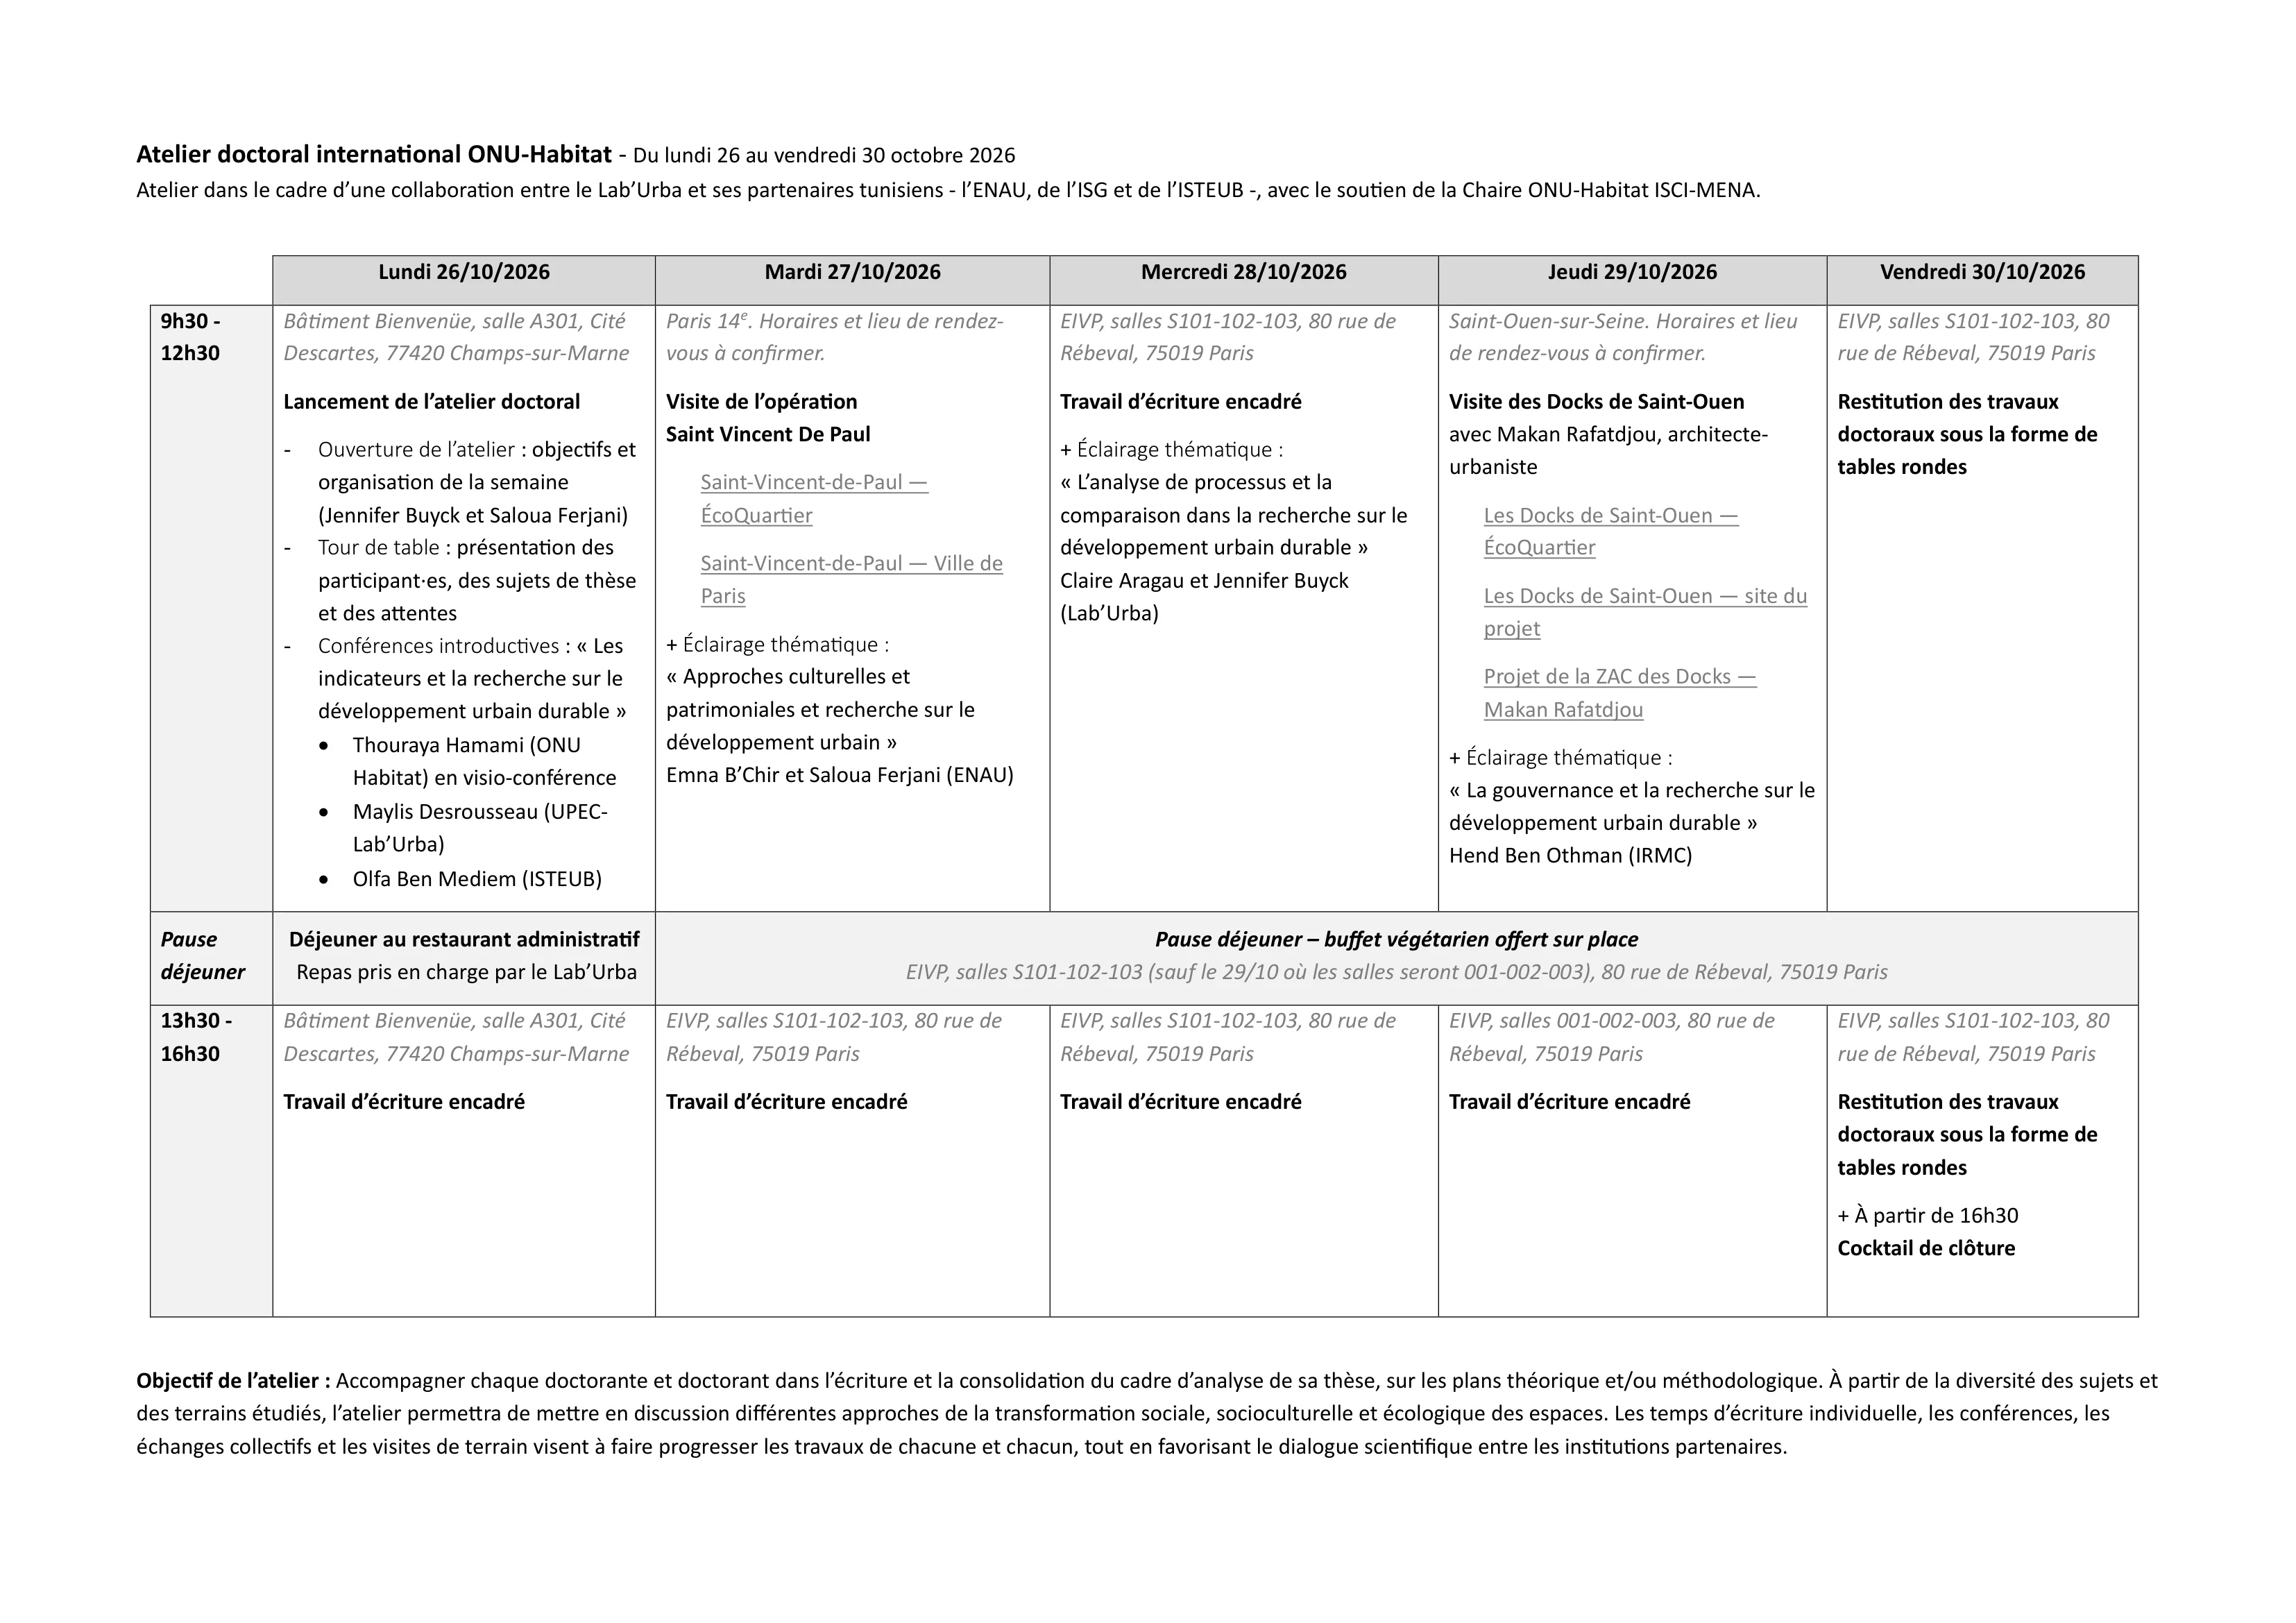 Atelier doctoral international ONU-Habitat - Du lundi 26 au vendredi 30 octobre 2026
Atelier dans le cadre d’une collaboration entre le Lab’Urba et ses partenaires tunisiens - l’ENAU, de l’ISG et de l’ISTEUB -, avec le soutien de la Chaire ONU-Habitat ISCI-MENA.
Lundi 26/10/2026
Mardi 27/10/2026
Mercredi 28/10/2026
Jeudi 29/10/2026
Vendredi 30/10/2026
9h30 -
12h30
Bâtiment Bienvenüe, salle A301, Cité
Descartes, 77420 Champs-sur-Marne
Lancement de l’atelier doctoral
- Ouverture de l’atelier : objectifs et
organisation de la semaine
(Jennifer Buyck et Saloua Ferjani)
- Tour de table : présentation des
participant·es, des sujets de thèse
et des attentes
- Conférences introductives : « Les
indicateurs et la recherche sur le
développement urbain durable »
• Thouraya Hamami (ONU
Habitat) en visio-conférence
• Maylis Desrousseau (UPEC-
Lab’Urba)
• Olfa Ben Mediem (ISTEUB)
Paris 14e. Horaires et lieu de rendez-
vous à confirmer.
Visite de l’opération
Saint Vincent De Paul
Saint-Vincent-de-Paul —
ÉcoQuartier
Saint-Vincent-de-Paul — Ville de
Paris
+ Éclairage thématique :
« Approches culturelles et
patrimoniales et recherche sur le
développement urbain »
Emna B’Chir et Saloua Ferjani (ENAU)
EIVP, salles S101-102-103, 80 rue de
Rébeval, 75019 Paris
Travail d’écriture encadré
+ Éclairage thématique :
« L’analyse de processus et la
comparaison dans la recherche sur le
développement urbain durable »
Claire Aragau et Jennifer Buyck
(Lab’Urba)
Saint-Ouen-sur-Seine. Horaires et lieu
de rendez-vous à confirmer.
Visite des Docks de Saint-Ouen
avec Makan Rafatdjou, architecte-
urbaniste
Les Docks de Saint-Ouen —
ÉcoQuartier
Les Docks de Saint-Ouen — site du
projet
Projet de la ZAC des Docks —
Makan Rafatdjou
+ Éclairage thématique :
« La gouvernance et la recherche sur le
développement urbain durable »
Hend Ben Othman (IRMC)
EIVP, salles S101-102-103, 80
rue de Rébeval, 75019 Paris
Restitution des travaux
doctoraux sous la forme de
tables rondes
Pause
déjeuner
Déjeuner au restaurant administratif
Repas pris en charge par le Lab’Urba
Pause déjeuner – buffet végétarien offert sur place
EIVP, salles S101-102-103 (sauf le 29/10 où les salles seront 001-002-003), 80 rue de Rébeval, 75019 Paris
13h30 -
16h30
Bâtiment Bienvenüe, salle A301, Cité
Descartes, 77420 Champs-sur-Marne
Travail d’écriture encadré
EIVP, salles S101-102-103, 80 rue de
Rébeval, 75019 Paris
Travail d’écriture encadré
EIVP, salles S101-102-103, 80 rue de
Rébeval, 75019 Paris
Travail d’écriture encadré
EIVP, salles 001-002-003, 80 rue de
Rébeval, 75019 Paris
Travail d’écriture encadré
EIVP, salles S101-102-103, 80
rue de Rébeval, 75019 Paris
Restitution des travaux
doctoraux sous la forme de
tables rondes
+ À partir de 16h30
Cocktail de clôture
Objectif de l’atelier : Accompagner chaque doctorante et doctorant dans l’écriture et la consolidation du cadre d’analyse de sa thèse, sur les plans théorique et/ou méthodologique. À partir de la diversité des sujets et
des terrains étudiés, l’atelier permettra de mettre en discussion différentes approches de la transformation sociale, socioculturelle et écologique des espaces. Les temps d’écriture individuelle, les conférences, les
échanges collectifs et les visites de terrain visent à faire progresser les travaux de chacune et chacun, tout en favorisant le dialogue scientifique entre les institutions partenaires.